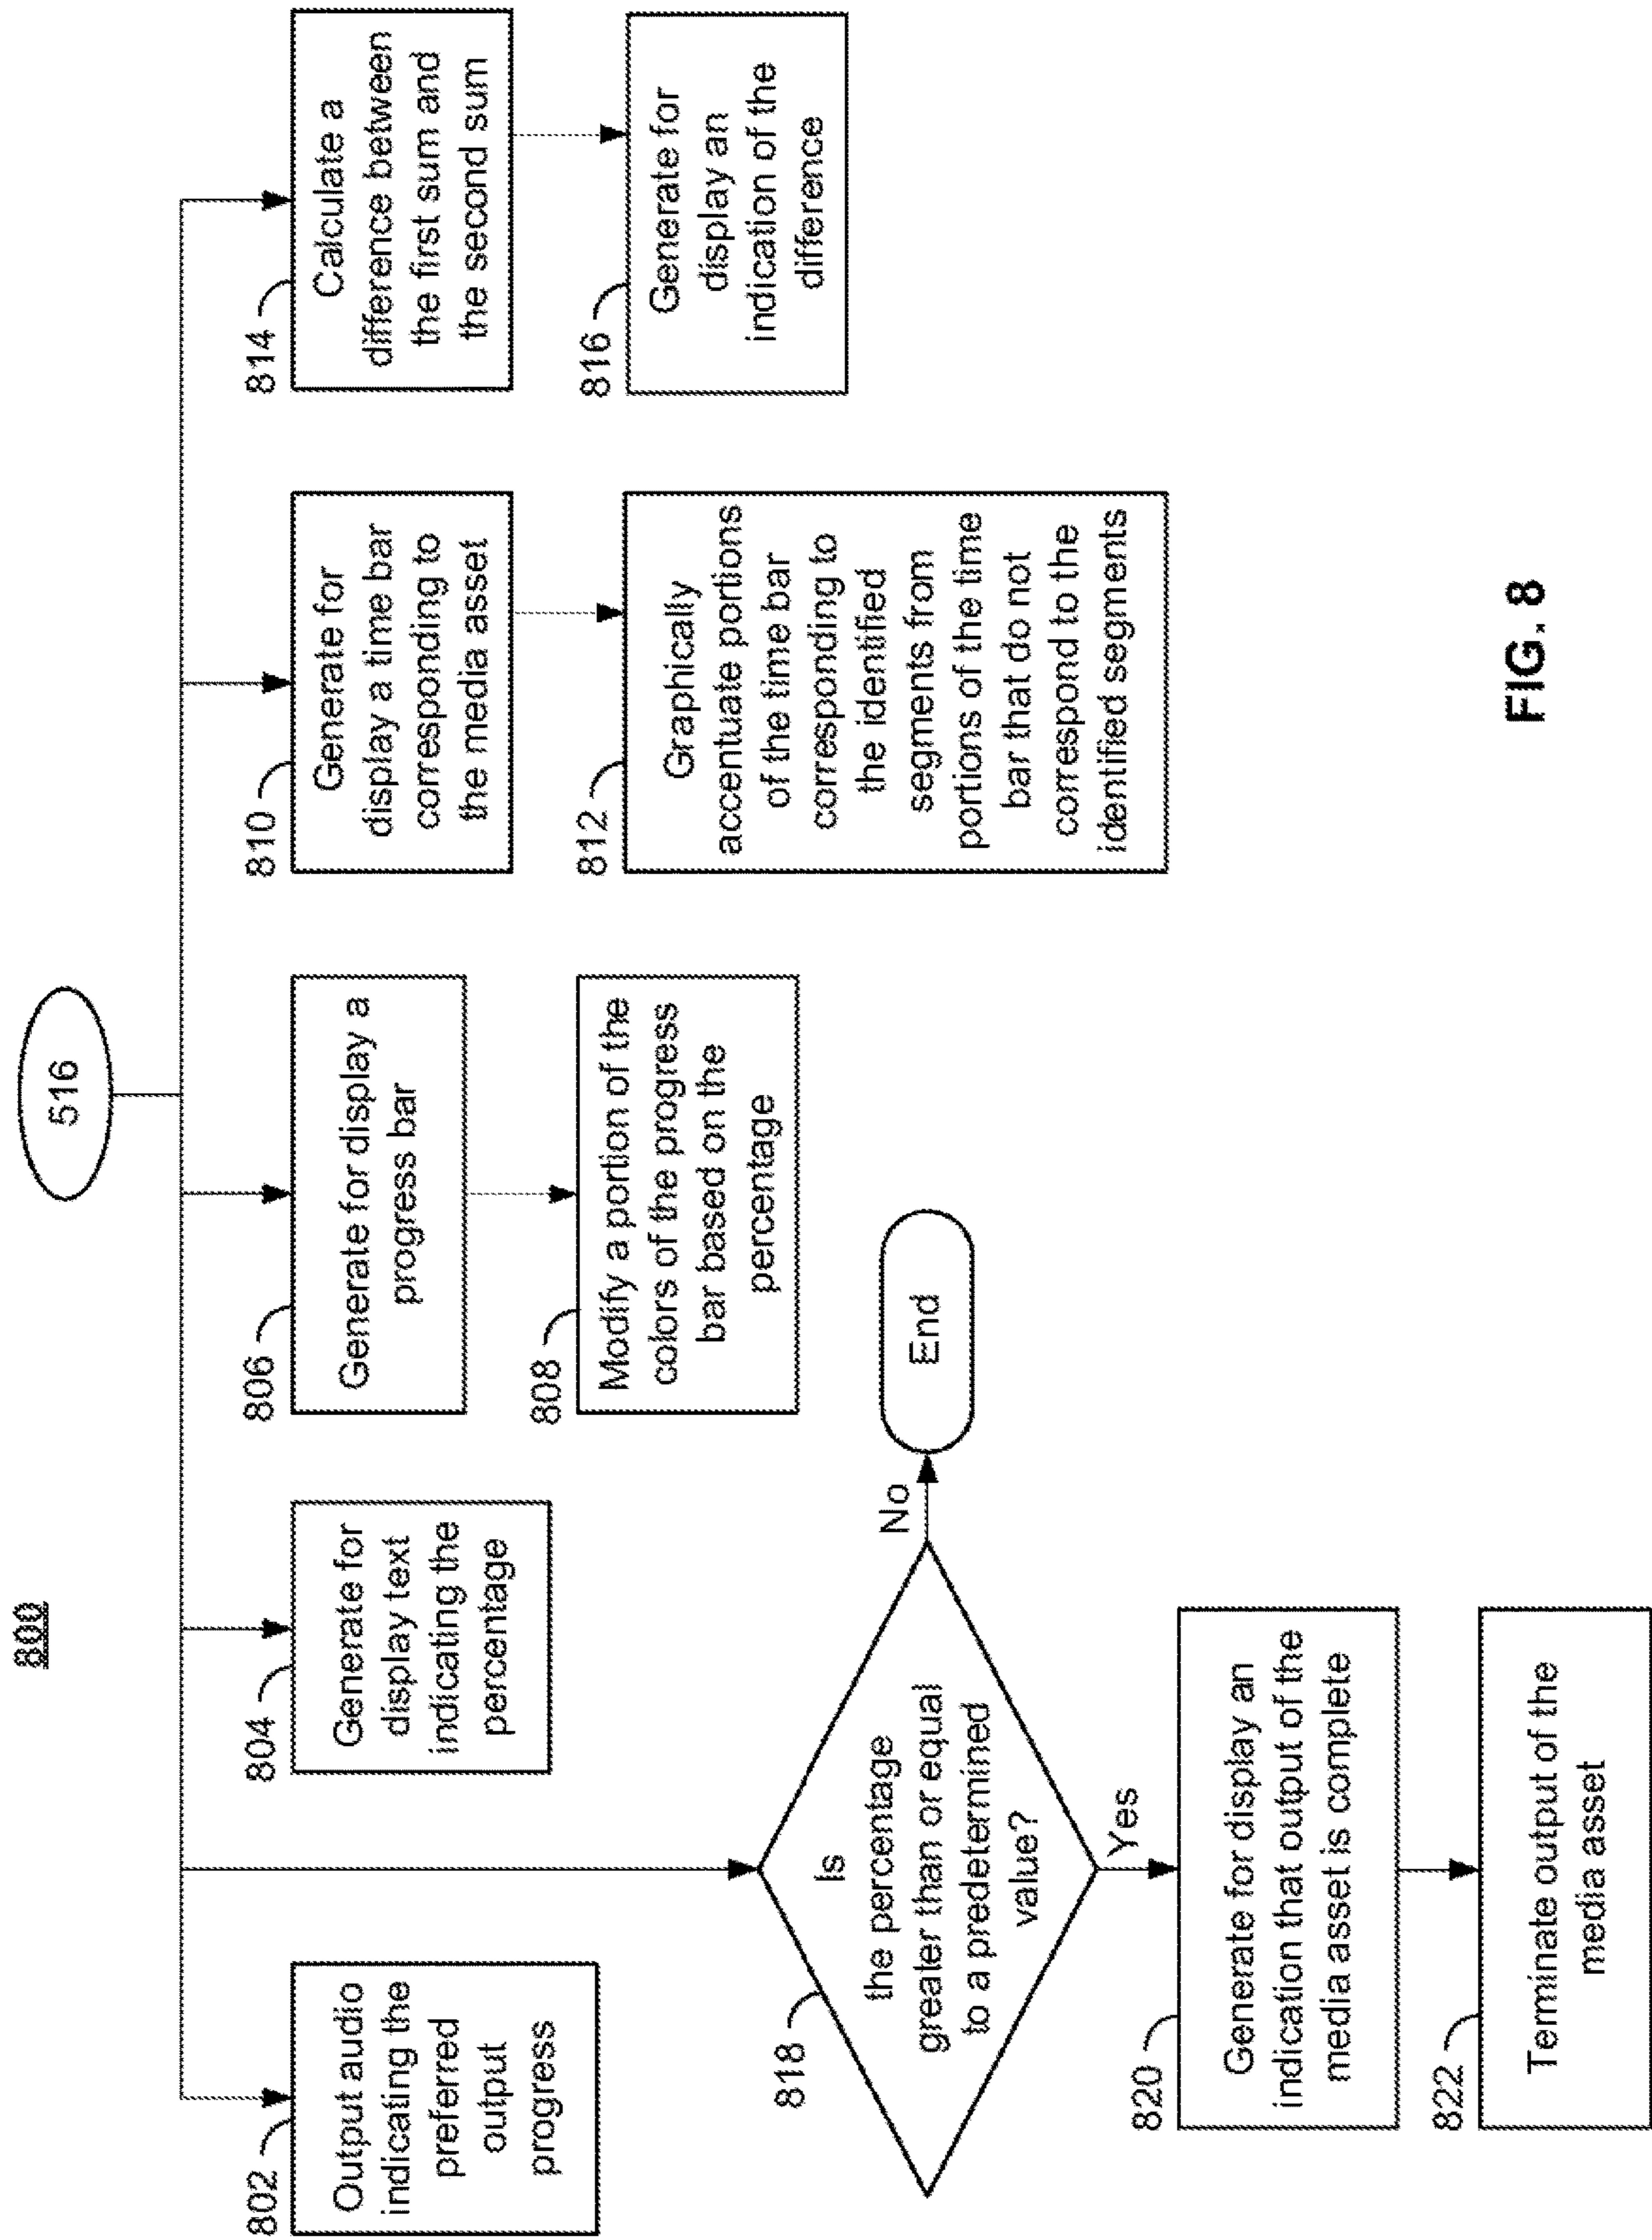 800
516
802
Output audio
indicating the
preferred
output
progress
804
Generate for
display text
indicating the
percentage
806
Generate for display a
progress bar
808
Modify a portion of the
colors of the progress
bar based on the
percentage
810
Generate for
display a time bar
corresponding to
the media asset
812
Graphically
accentuate portions
of the time bar
corresponding to
the identified
segments from
portions of the time
bar that do not
correspond to the
identified segments
814
Calculate a
difference between
the first sum and
the second sum
816
Generate for
display an
indication of the
difference
818
Is
the percentage
greater than or equal
to a predetermined
value?
No
End
Yes
820
Generate for display an
indication that output of the
media asset is complete
822
Terminate output of the
media asset
FIG. 8